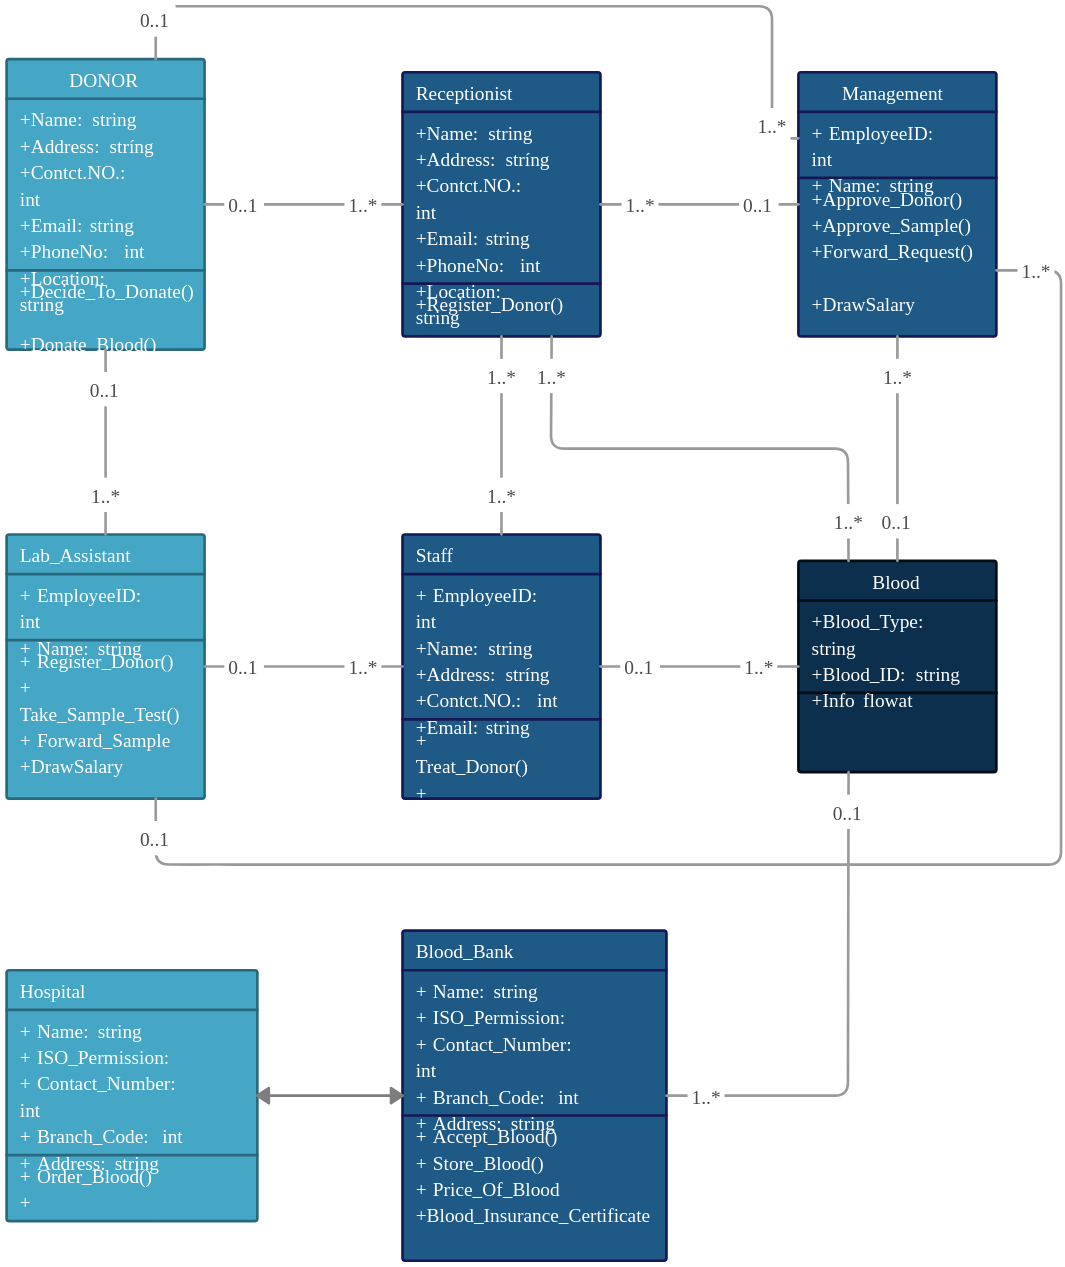 0..1
DONOR
+Name: string
+Address: stríng
+Contct.NO.:
int
+Email: string
+PhoneNo: int
+Location:
string
+Decide_To_Donate()
+Donate_Blood()
0..1
1..*
Receptionist
+Name: string
+Address: stríng
+Contct.NO.:
int
+Email: string
+PhoneNo: int
+Location:
string
+Register_Donor()
1..*
0..1
1..*
Management
+ EmployeeID:
int
+ Name: string
+Approve_Donor()
+Approve_Sample()
+Forward_Request()
+DrawSalary
1..*
0..1
1..*
1..*
1..*
1..*
1..*
1..*
0..1
Lab_Assistant
+ EmployeeID:
int
+ Name: string
+ Register_Donor()
+
Take_Sample_Test()
+ Forward_Sample
+DrawSalary
0..1
1..*
Staff
+ EmployeeID:
int
+Name: string
+Address: stríng
+Contct.NO.: int
+Email: string
+
Treat_Donor()
+
0..1
1..*
Blood
+Blood_Type:
string
+Blood_ID: string
+Info flowat
0..1
0..1
Hospital
+ Name: string
+ ISO_Permission:
+ Contact_Number:
int
+ Branch_Code: int
+ Address: string
+ Order_Blood()
+
Blood_Bank
+ Name: string
+ ISO_Permission:
+ Contact_Number:
int
+ Branch_Code: int
+ Address: string
+ Accept_Blood()
+ Store_Blood()
+ Price_Of_Blood
+Blood_Insurance_Certificate
1..*